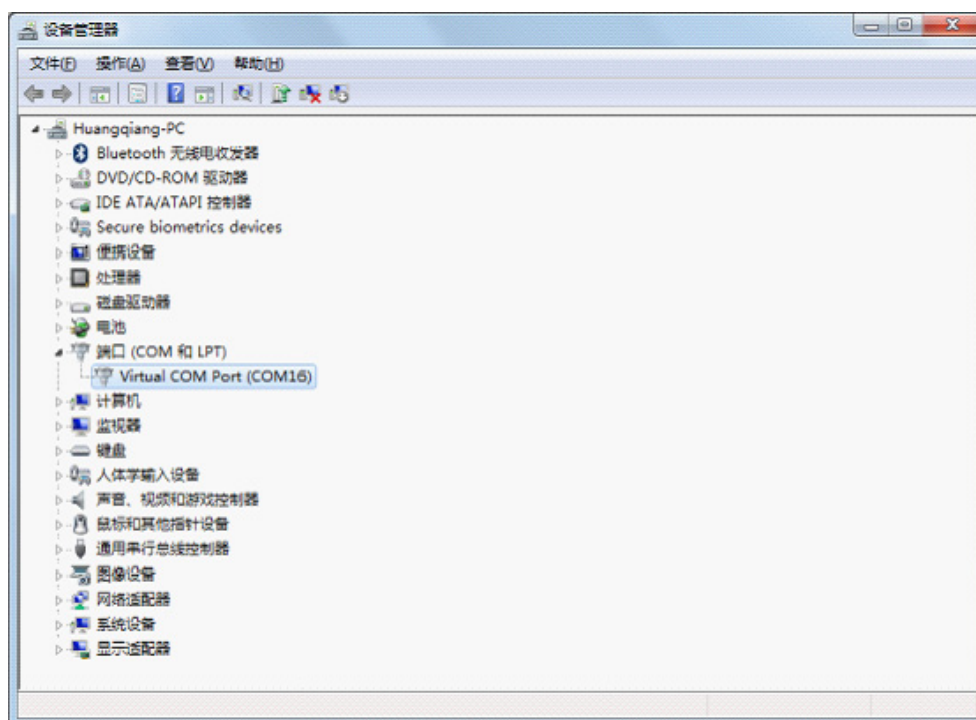 设备管理器
文件(F) 操作(A) 查看(V) 帮助(H)
Huangqiang-PC
Bluetooth 无线电收发器
DVD/CD-ROM 驱动器
IDE ATA/ATAPI 控制器
Secure biometrics devices
便携设备
处理器
磁盘驱动器
电池
端口 (COM 和 LPT)
Virtual COM Port (COM16)
计算机
监视器
键盘
人体学输入设备
声音、视频和游戏控制器
鼠标和其他指针设备
通用串行总线控制器
图像设备
网络适配器
系统设备
显示适配器